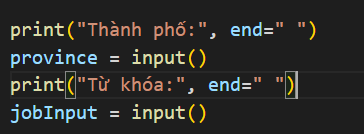 print("Thành phố:", end=" ")
province = input()
print("Từ khóa:", end=" ")
jobInput = input()